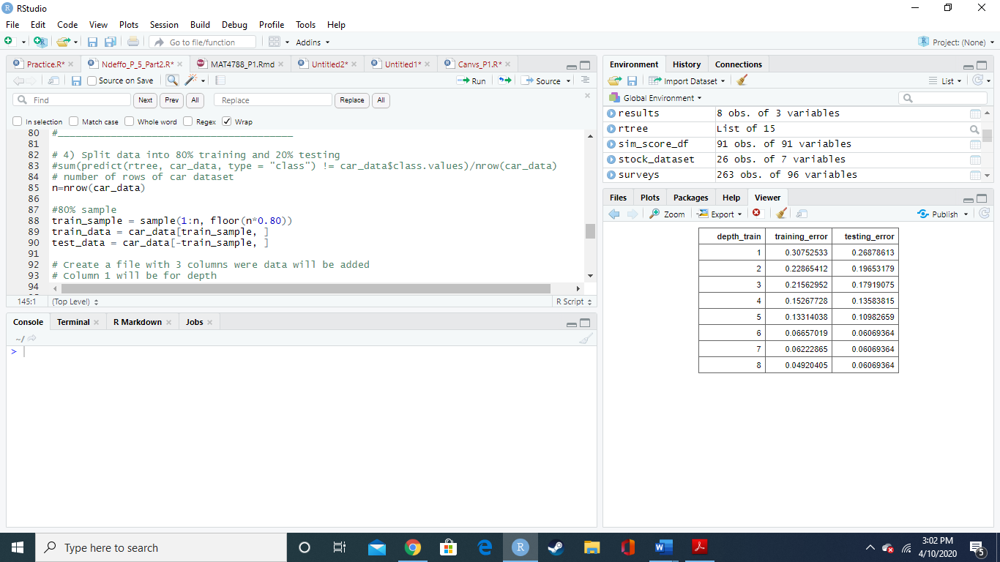 RStudio
File Edit Code View Plots Session Build Debug Profile Tools Help
Go to file/function Addins Project: (None)
Practice.R* Ndeffo_P_5_Part2.R* MAT4788_P1.Rmd Untitled2* Untitled1* Canvs_P1.R*
Source on Save Run Source
Find Next Prev All Replace Replace All
In selection Match case Whole word Regex Wrap
80 #________________________________________
81
82 # 4) Split data into 80% training and 20% testing
83 #sum(predict(rtree, car_data, type = "class") != car_data$class.values)/nrow(car_data)
84 # number of rows of car dataset
85 n=nrow(car_data)
86
87 #80% sample
88 train_sample = sample(1:n, floor(n*0.80))
89 train_data = car_data[train_sample, ]
90 test_data = car_data[-train_sample, ]
91
92 # Create a file with 3 columns were data will be added
93 # Column 1 will be for depth
94
145:1 (Top Level) R Script
Console Terminal R Markdown Jobs
~/
>
Environment History Connections
Import Dataset List
Global Environment
results 8 obs. of 3 variables
rtree List of 15
sim_score_df 91 obs. of 91 variables
stock_dataset 26 obs. of 7 variables
surveys 263 obs. of 96 variables
Files Plots Packages Help Viewer
Zoom Export Publish
depth_train training_error testing_error
1 0.30752533 0.26878613
2 0.22865412 0.19653179
3 0.21562952 0.17919075
4 0.15267728 0.13583815
5 0.13314038 0.10982659
6 0.06657019 0.06069364
7 0.06222865 0.06069364
8 0.04920405 0.06069364
Type here to search
3:02 PM
4/10/2020
5